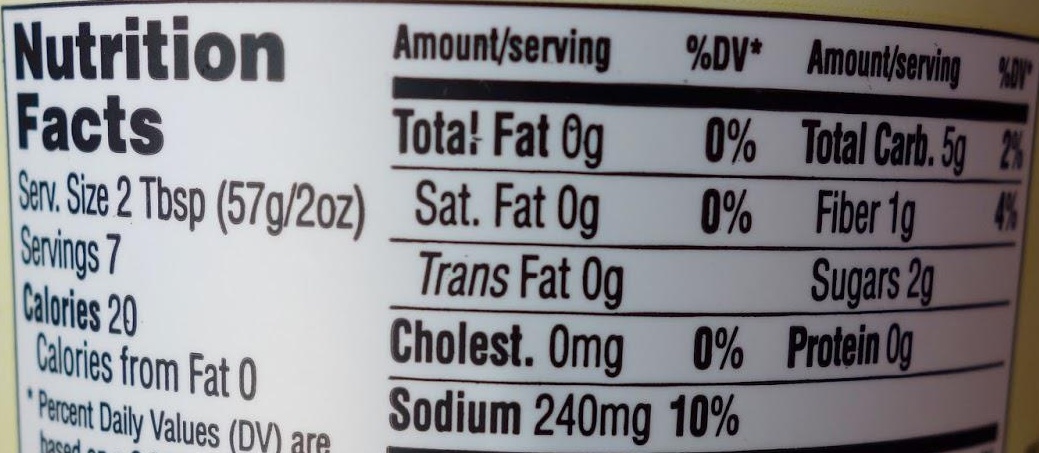 Nutrition
Facts
Serv. Size 2 Tbsp (57g/2oz)
Servings 7
Calories 20
Calories from Fat 0
* Percent Daily Values (DV) are
based
Amount/serving %DV* Amount/serving %DV*
Total Fat 0g 0% Total Carb. 5g 2%
Sat. Fat 0g 0% Fiber 1g 4%
Trans Fat 0g Sugars 2g
Cholest. 0mg 0% Protein 0g
Sodium 240mg 10%